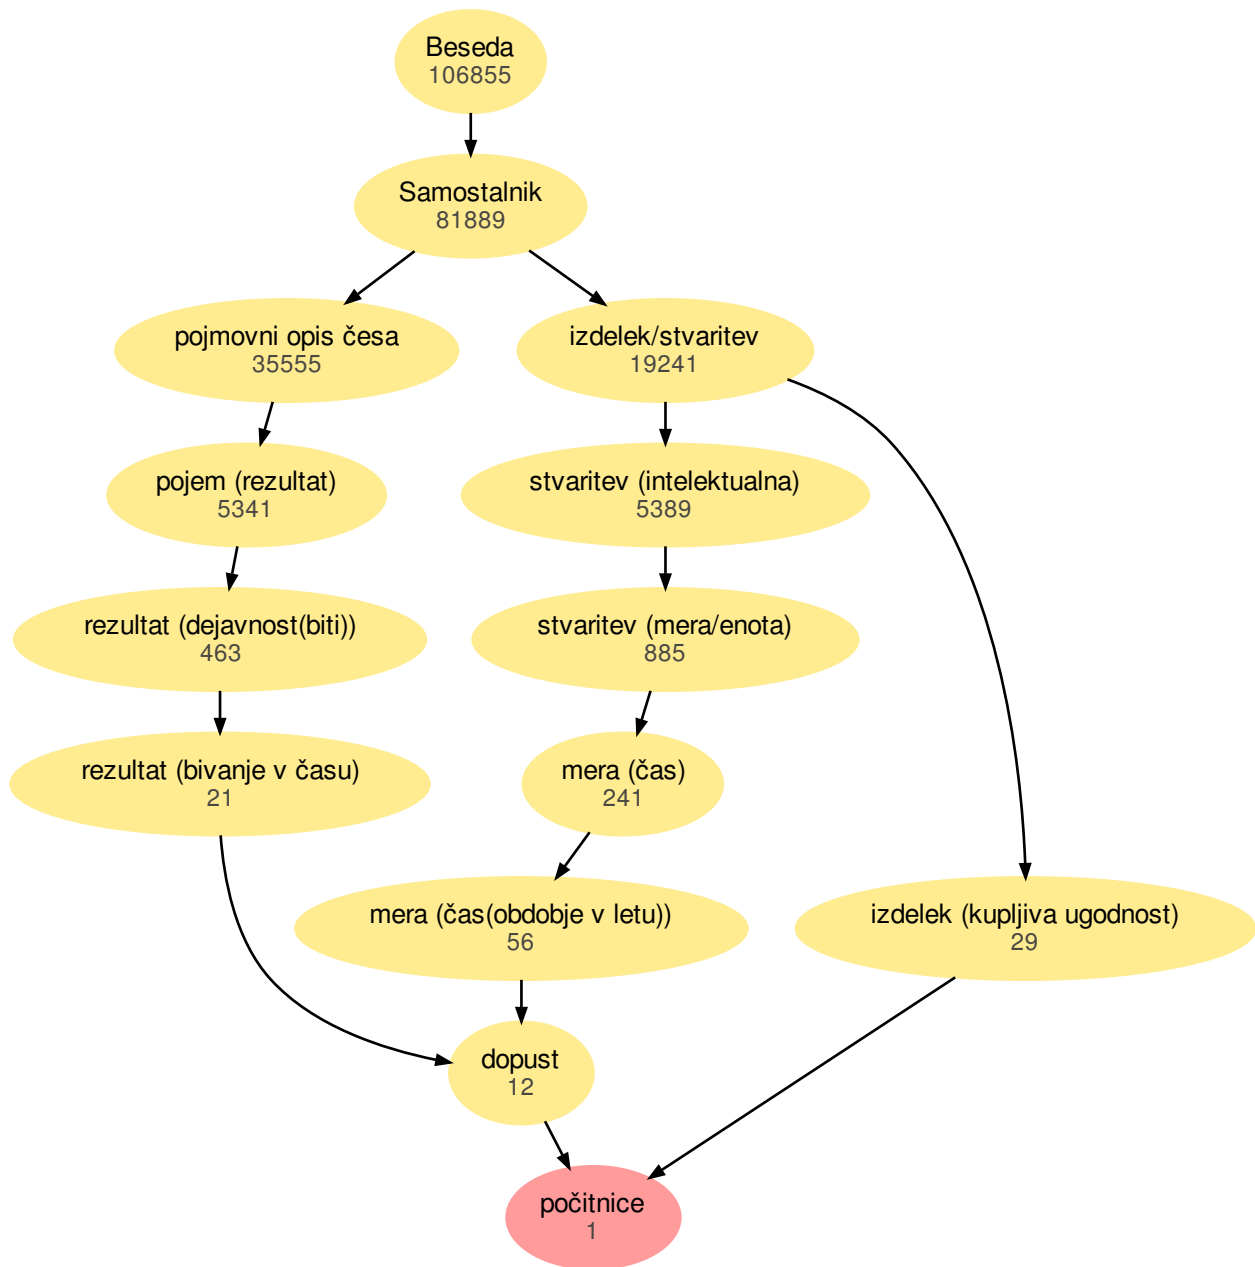 Beseda
106855
Samostalnik
81889
pojmovni opis česa
35555
izdelek/stvaritev
19241
pojem (rezultat)
5341
stvaritev (intelektualna)
5389
rezultat (dejavnost(biti))
463
stvaritev (mera/enota)
885
rezultat (bivanje v času)
21
mera (čas)
241
mera (čas(obdobje v letu))
56
izdelek (kupljiva ugodnost)
29
dopust
12
počitnice
1